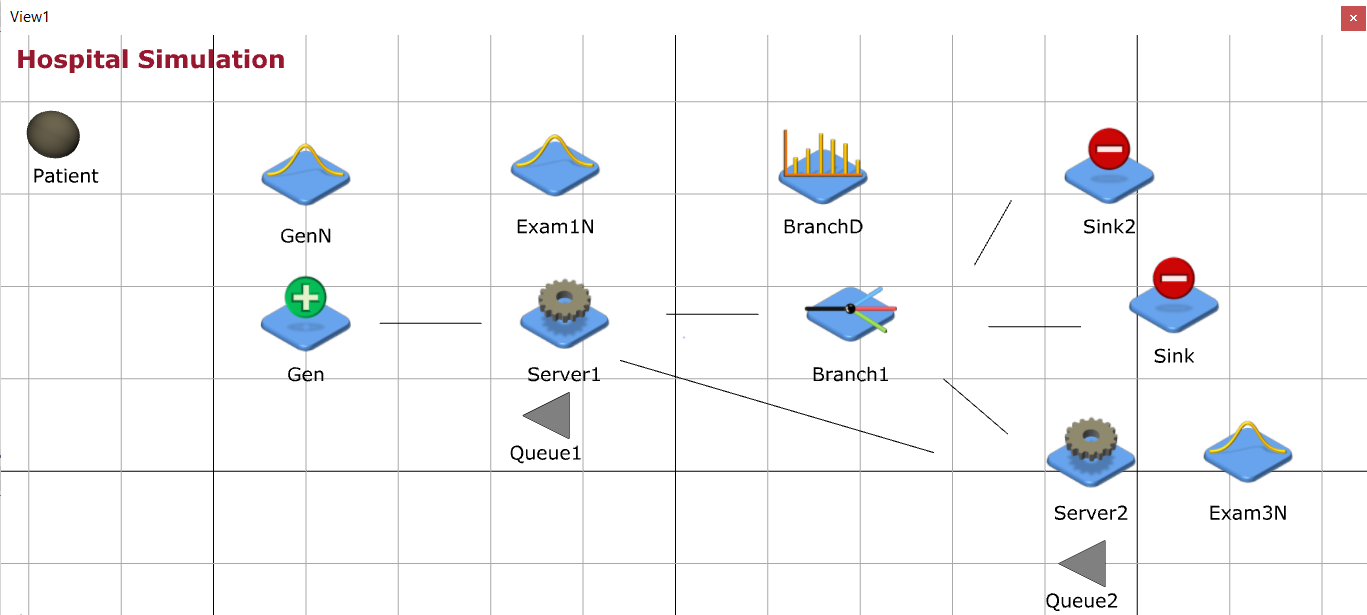 View1
Hospital Simulation
Patient
GenN
Exam1N
BranchD
Sink2
Gen
Server1
Branch1
Sink
Queue1
Server2
Exam3N
Queue2